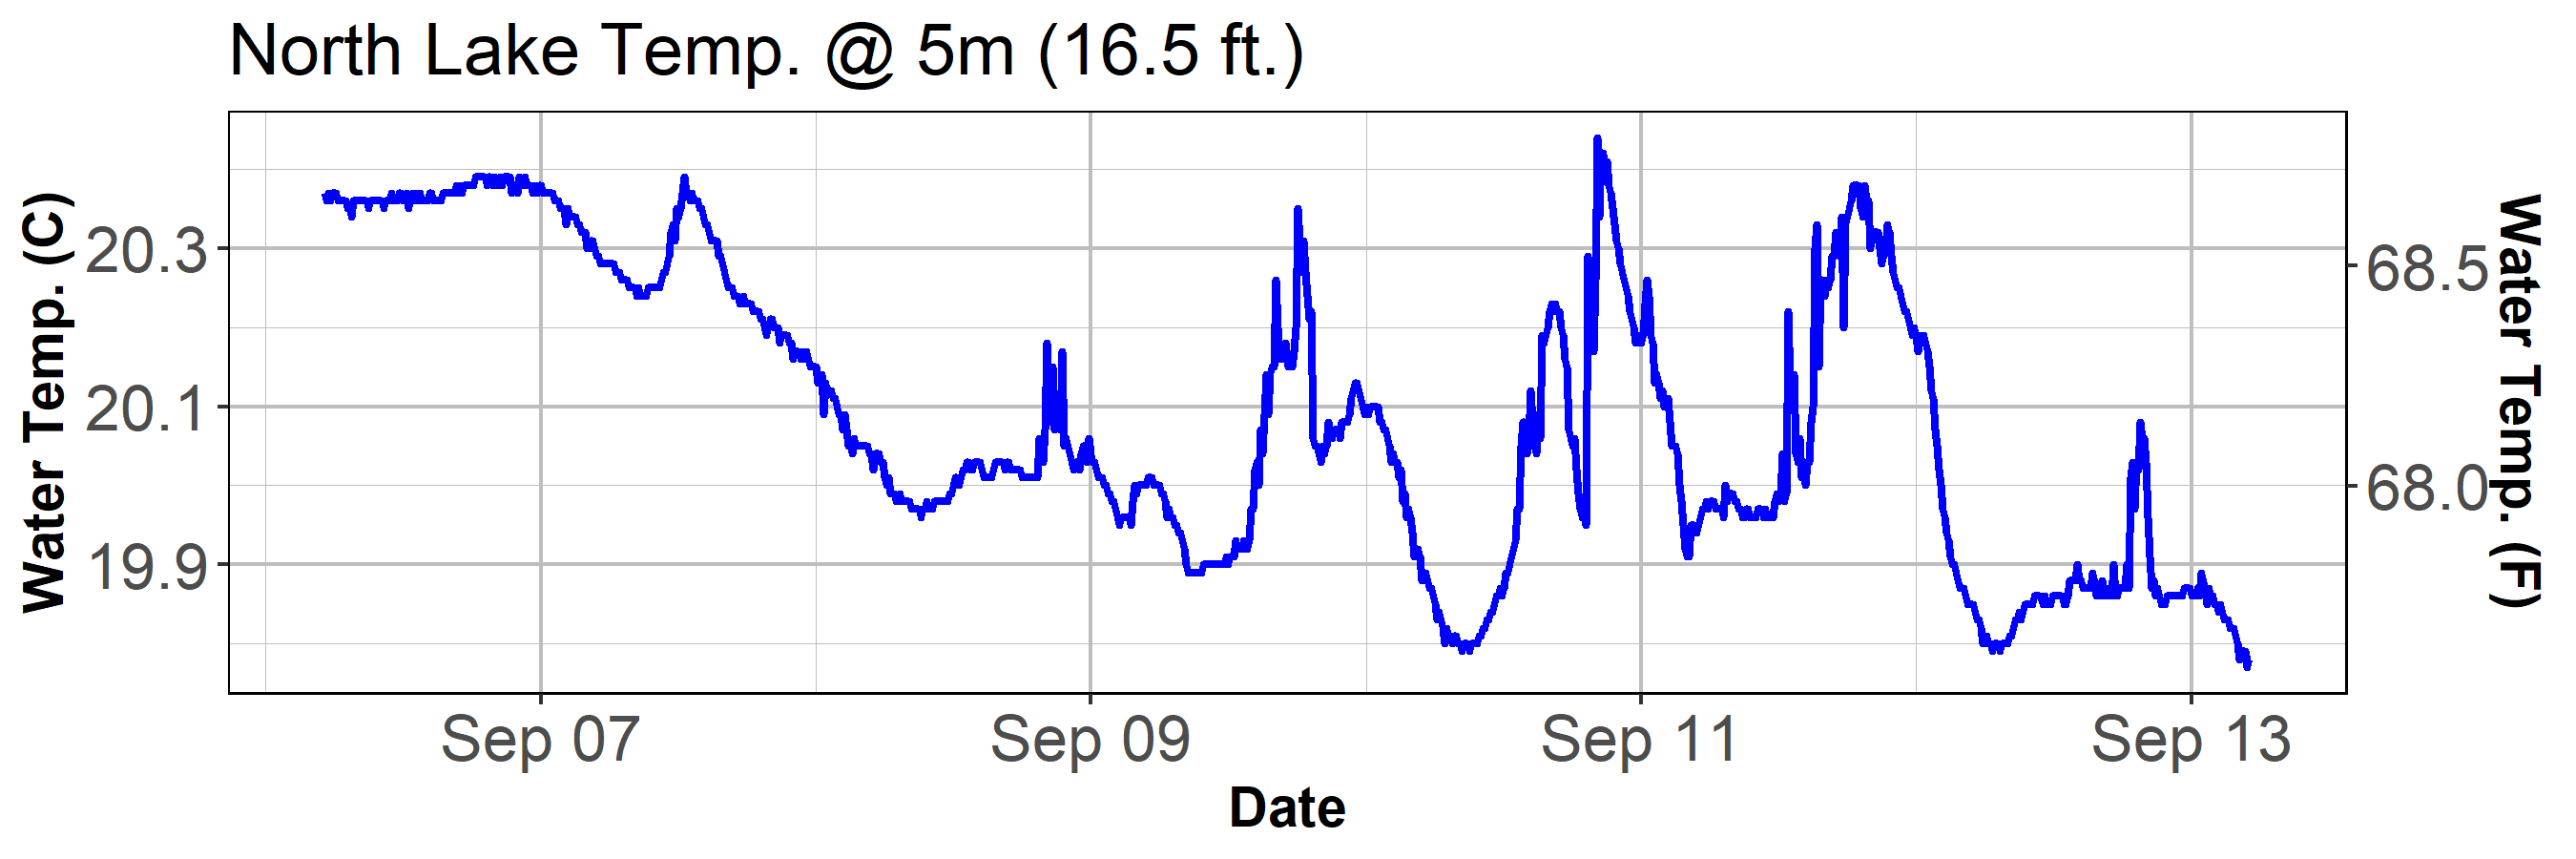 North Lake Temp. @ 5m (16.5 ft.)
Water Temp. (C)
20.3
20.1
19.9
68.5
68.0
Water Temp. (F)
Sep 07 Sep 09 Sep 11 Sep 13
Date